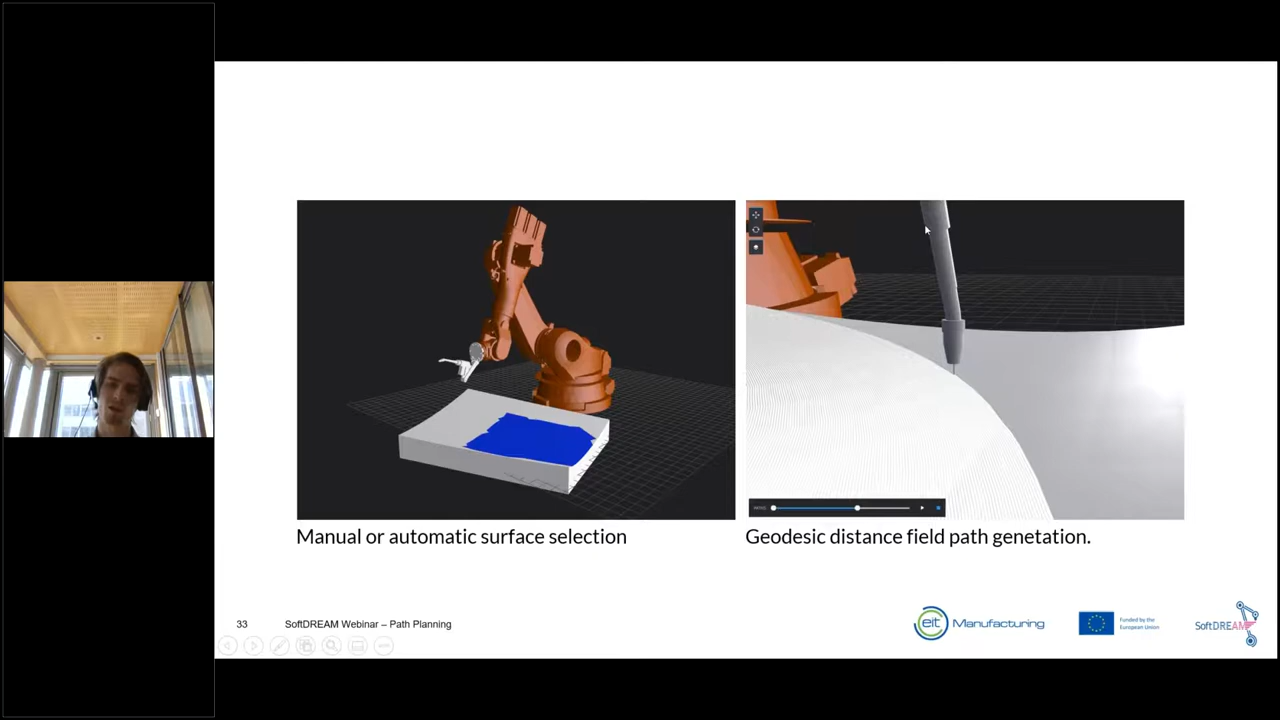 Manual or automatic surface selection
Geodesic distance field path genetation.
33
SoftDREAM Webinar – Path Planning
eit Manufacturing
Funded by the
European Union
SoftDREAM